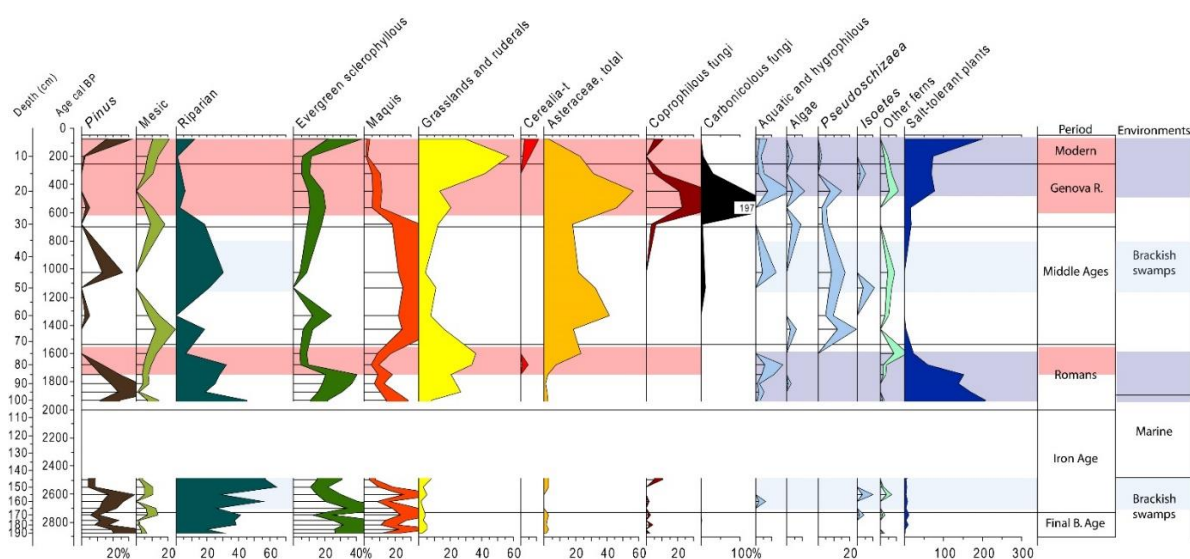 Depth (cm)
Age cal BP
Pinus
Mesic
Riparian
Evergreen sclerophyllous
Maquis
Grasslands and ruderals
Cerealia-t
Asteraceae, total
Coprophilous fungi
Carbonicolous fungi
Aquatic and hygrophilous
Algae
Pseudoschizaea
Isoetes
Other ferns
Salt-tolerant plants
Period
Environments
0
10
200
Modern
20
400
Genova R.
600
197
30
800
40
1000
Middle Ages
Brackish
swamps
50
1200
60
1400
70
1600
80
Romans
90
1800
100
2000
110
Marine
120
2200
130
Iron Age
140
2400
150
160
2600
Brackish
swamps
170
180
2800
Final B. Age
190
20% 20 20 40 60 20 40% 20 20 40 60 20 20 40 60 20 100% 20 100 200 300